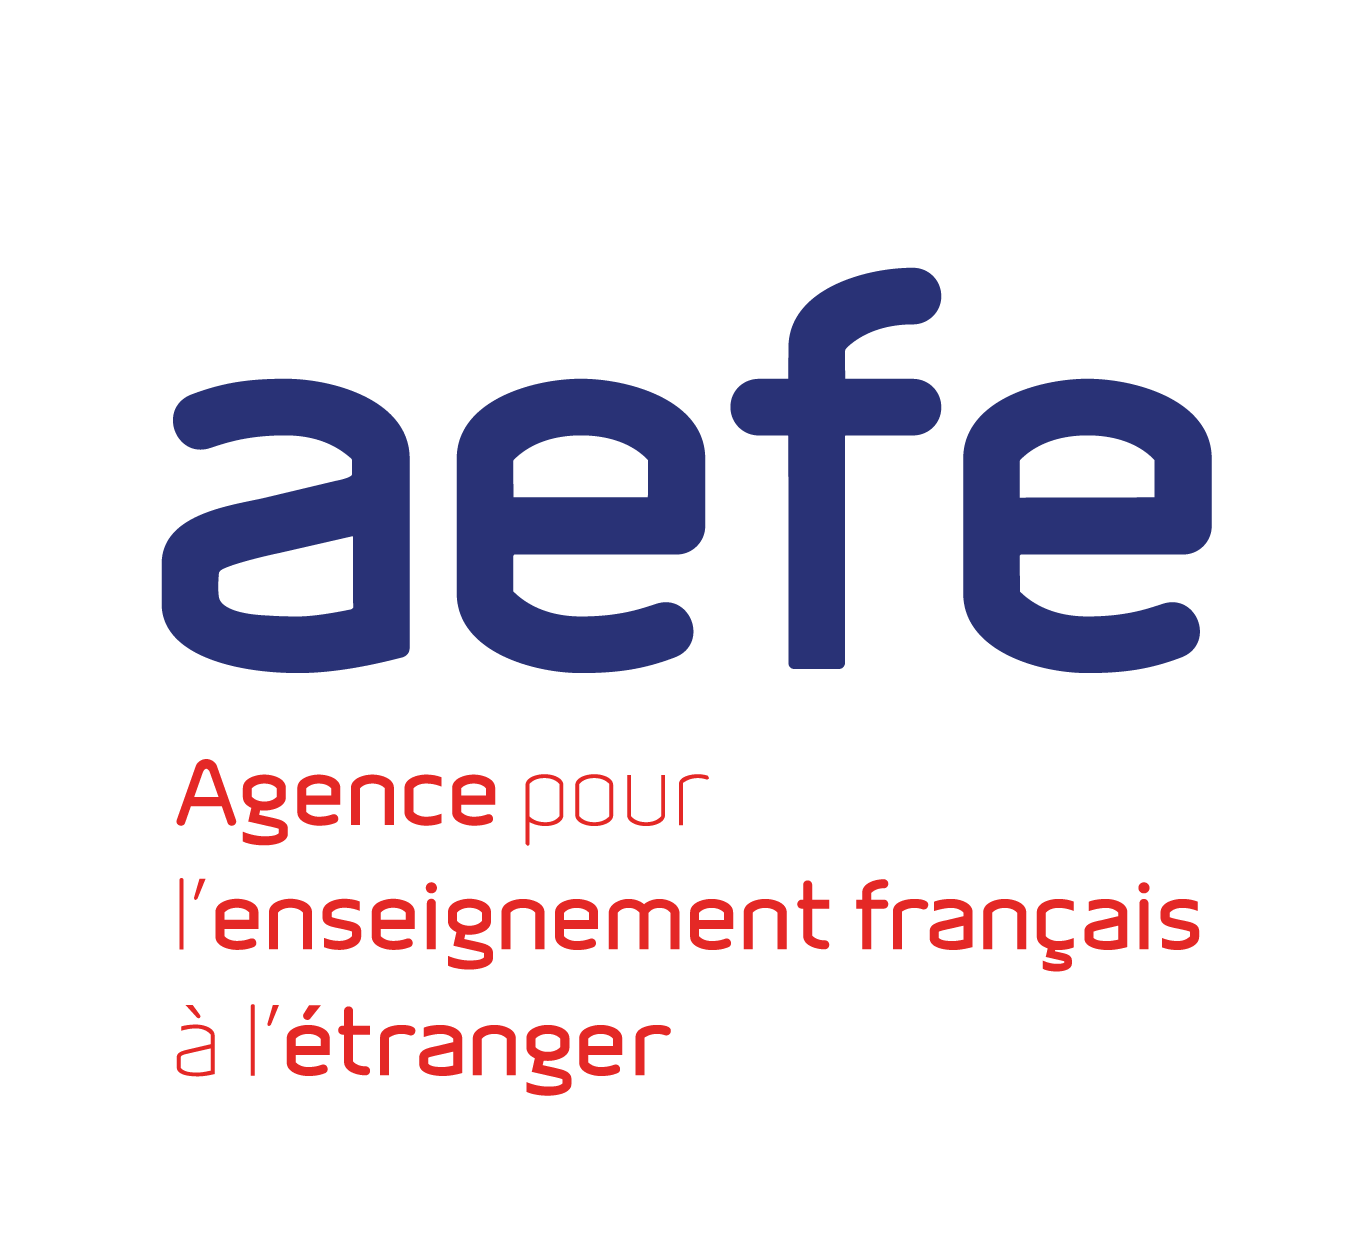 aefe
Agence pour
l’enseignement français
à l’étranger